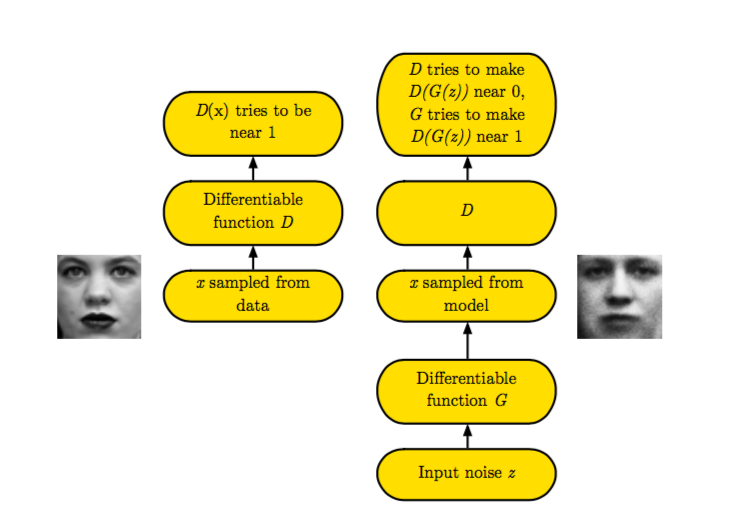 D(x) tries to be
near 1
Differentiable
function D
x sampled from
data
D tries to make
D(G(z)) near 0,
G tries to make
D(G(z)) near 1
D
x sampled from
model
Differentiable
function G
Input noise z